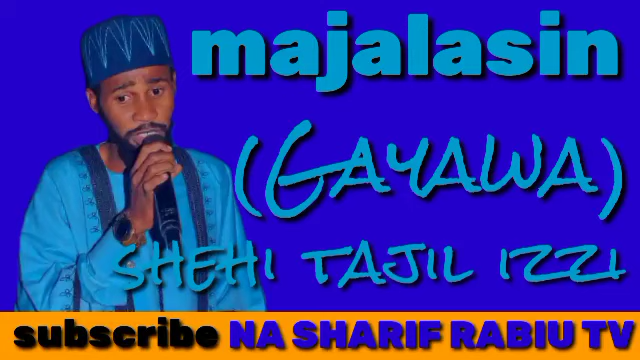 majalasin
(GAYAWA)
SHEHI TAJIL IZZI
subscribe NA SHARIF RABIU TV